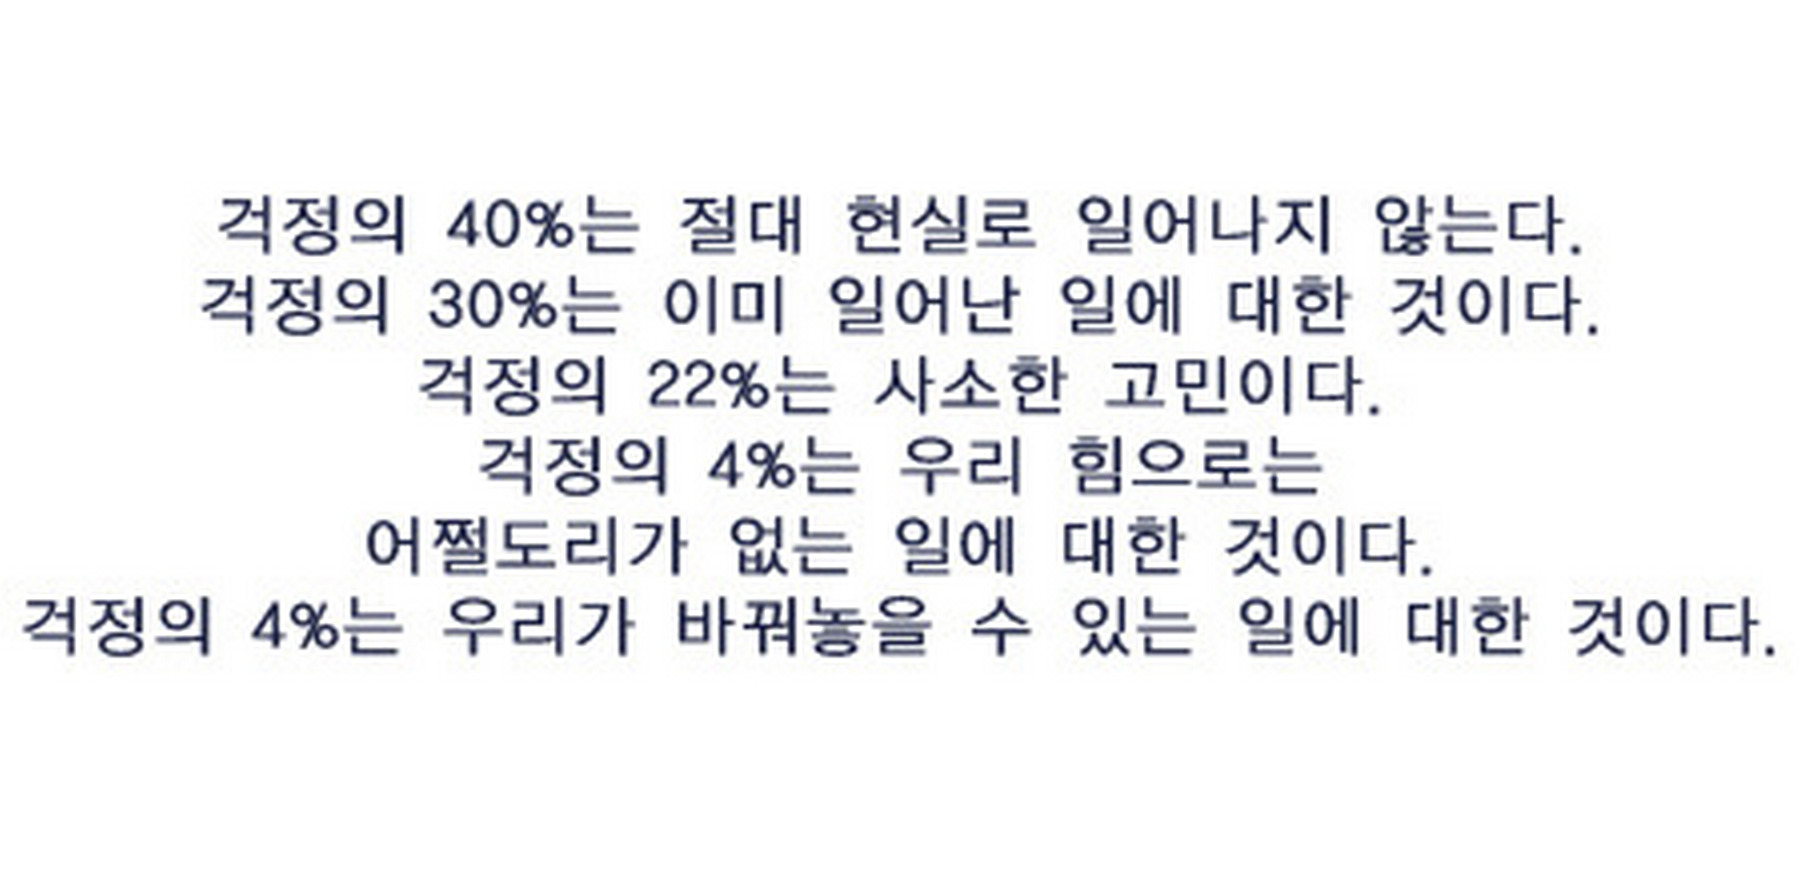 걱정의 40%는 절대 현실로 일어나지 않는다.
걱정의 30%는 이미 일어난 일에 대한 것이다.
걱정의 22%는 사소한 고민이다.
걱정의 4%는 우리 힘으로는
어쩔도리가 없는 일에 대한 것이다.
걱정의 4%는 우리가 바꿔놓을 수 있는 일에 대한 것이다.